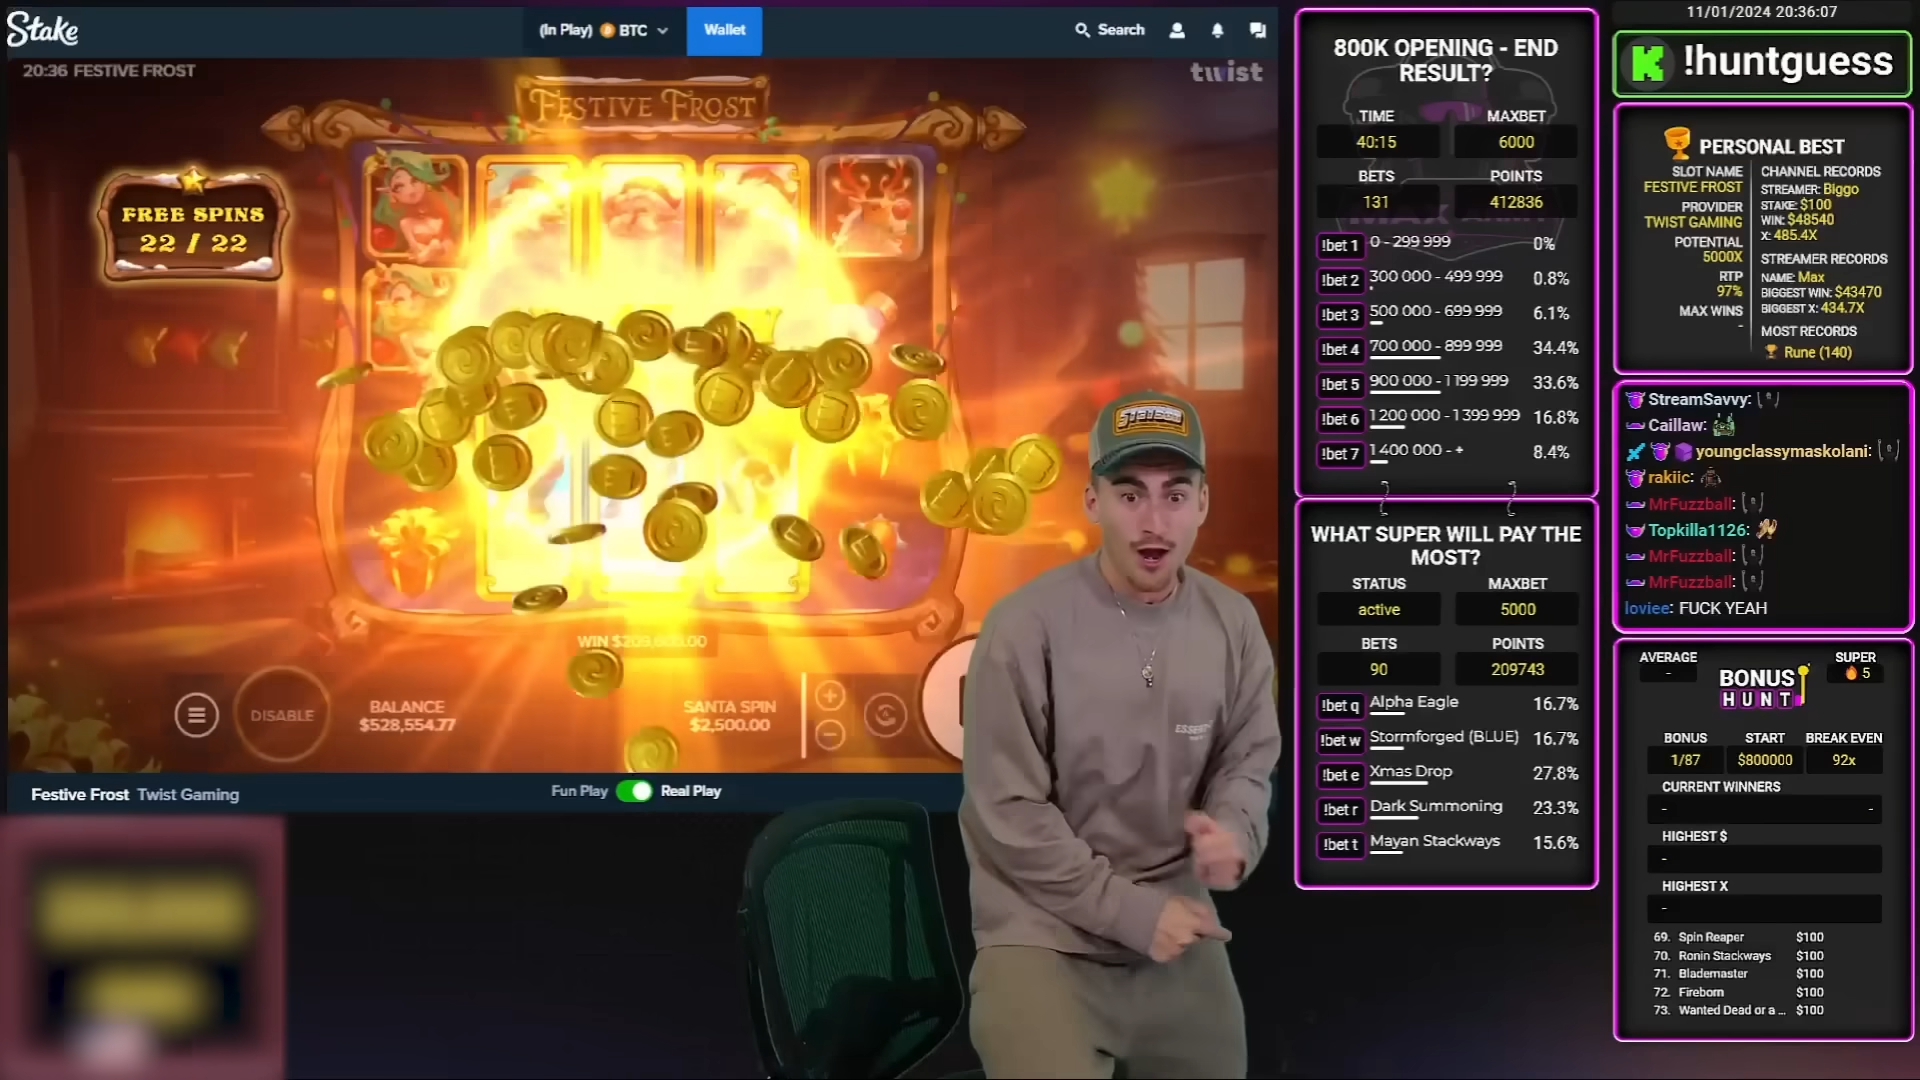 Stake
(In Play) BTC
Wallet
Search
20:36 FESTIVE FROST
twist
FESTIVE FROST
FREE SPINS
22 / 22
DISABLE
BALANCE
$528,554.77
SANTA SPIN
$2,500.00
Festive Frost Twist Gaming
Fun Play
Real Play
STETSON
800K OPENING - END
RESULT?
TIME
MAXBET
40:15
6000
BETS
POINTS
131
412836
!bet 1 0 - 299 999 0%
!bet 2 300 000 - 499 999 0.8%
!bet 3 500 000 - 699 999 6.1%
!bet 4 700 000 - 899 999 34.4%
!bet 5 900 000 - 1 199 999 33.6%
!bet 6 1 200 000 - 1 399 999 16.8%
!bet 7 1 400 000 - + 8.4%
WHAT SUPER WILL PAY THE
MOST?
STATUS
MAXBET
active
5000
BETS
POINTS
90
209743
!bet q Alpha Eagle 16.7%
!bet w Stormforged (BLUE) 16.7%
!bet e Xmas Drop 27.8%
!bet r Dark Summoning 23.3%
!bet t Mayan Stackways 15.6%
11/01/2024 20:36:07
K !huntguess
PERSONAL BEST
SLOT NAME
FESTIVE FROST
PROVIDER
TWIST GAMING
POTENTIAL
5000X
RTP
97%
MAX WINS
-
CHANNEL RECORDS
STREAMER: Biggo
STAKE: $100
WIN: $48540
X: 485.4X
STREAMER RECORDS
NAME: Max
BIGGEST WIN: $43470
BIGGEST X: 434.7X
MOST RECORDS
Rune (140)
StreamSavvy:
Caillaw:
youngclassymaskolani:
rakiic:
MrFuzzball:
Topkilla1126:
MrFuzzball:
MrFuzzball:
loviee: FUCK YEAH
AVERAGE
-
BONUS
HUNT
SUPER
5
BONUS START BREAK EVEN
1/87 $800000 92x
CURRENT WINNERS
- -
HIGHEST $
-
HIGHEST X
-
69. Spin Reaper $100
70. Ronin Stackways $100
71. Blademaster $100
72. Fireborn $100
73. Wanted Dead or a ... $100